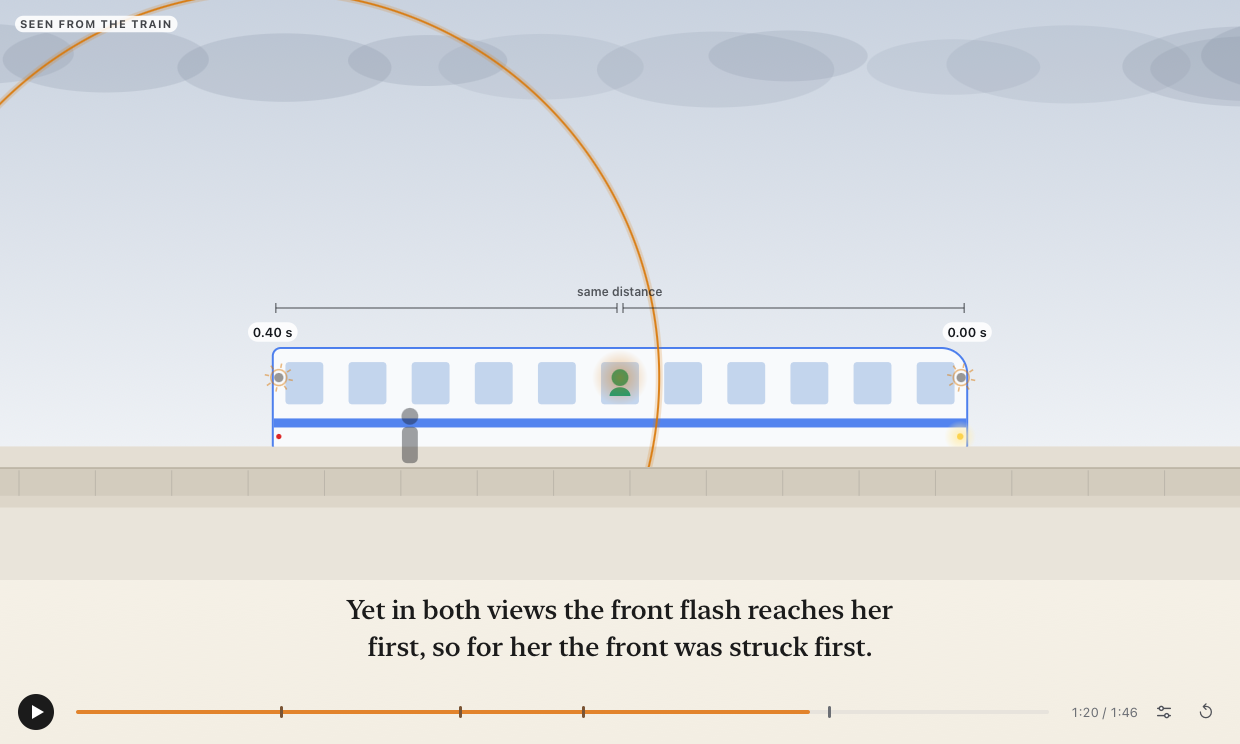 SEEN FROM THE TRAIN
same distance
0.40 s
0.00 s
Yet in both views the front flash reaches her
first, so for her the front was struck first.
1:20 / 1:46